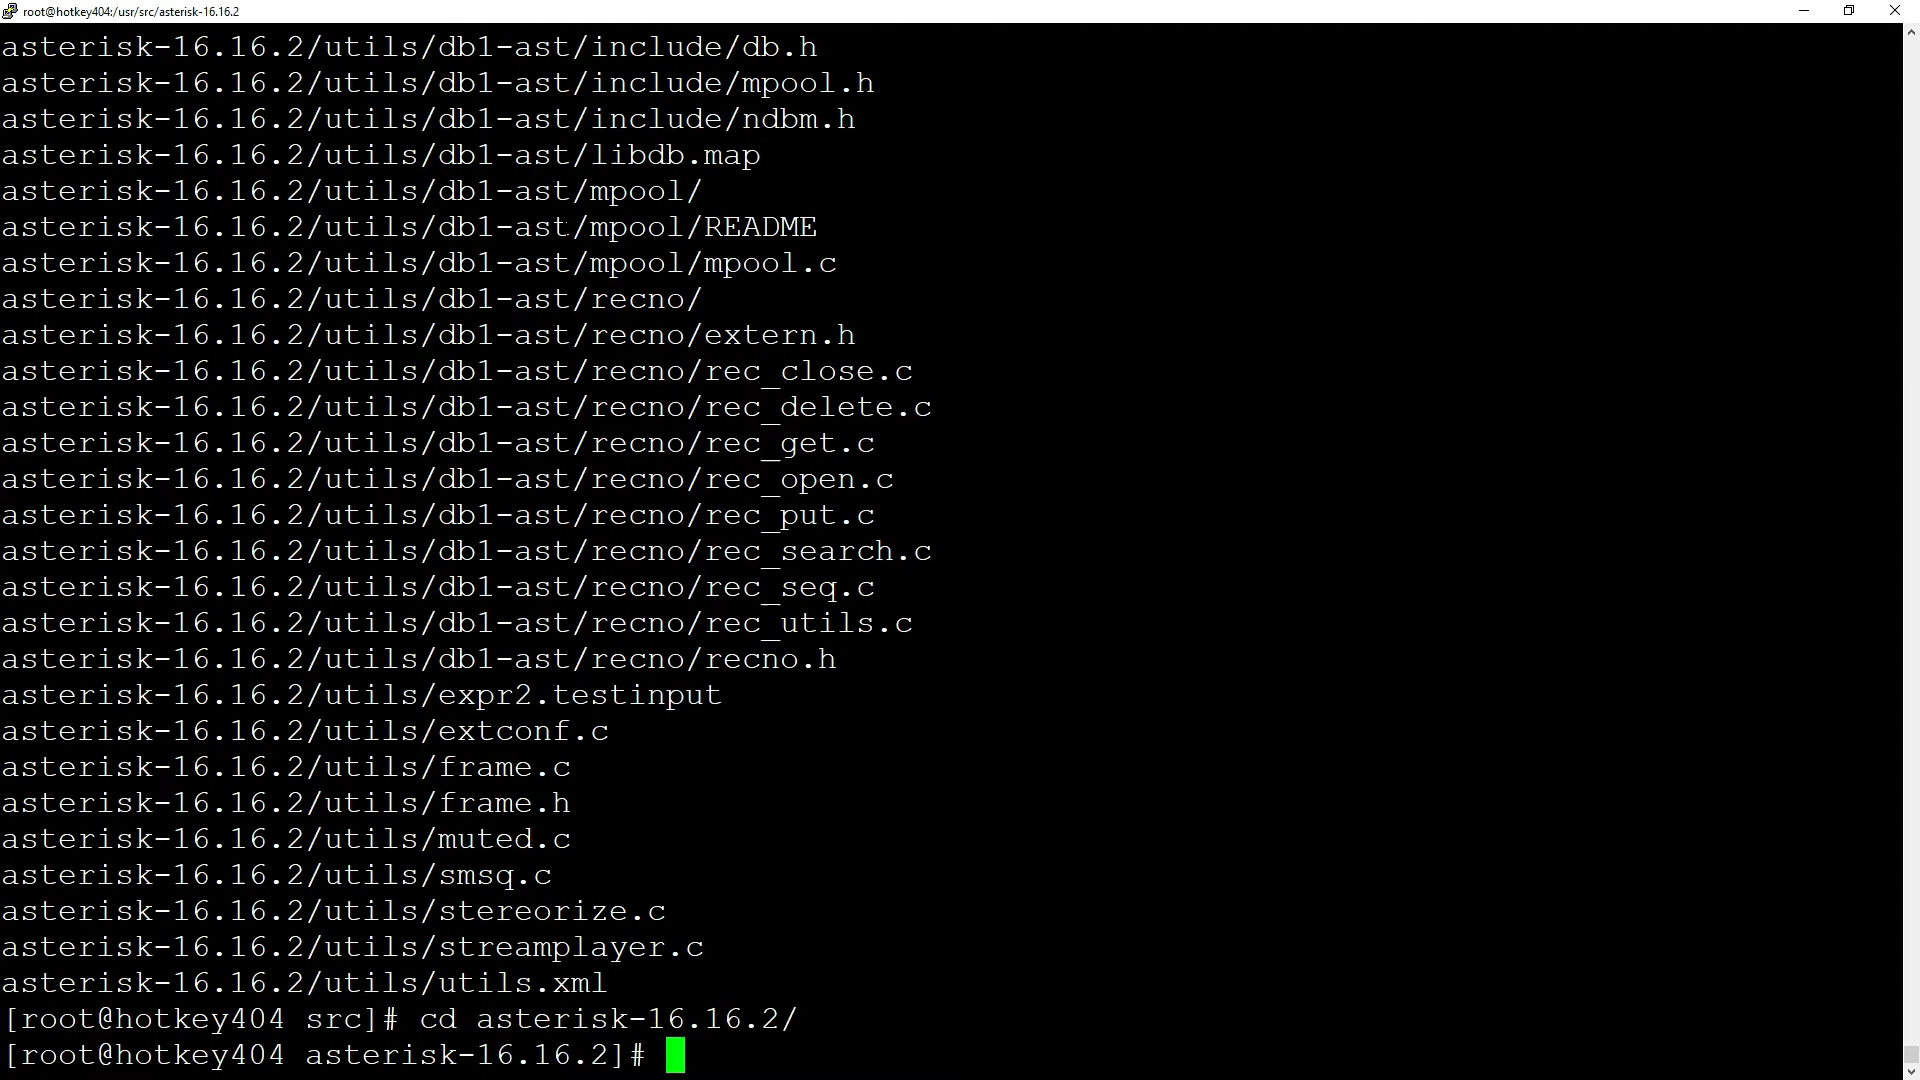 root@hotkey404:/usr/src/asterisk-16.16.2
asterisk-16.16.2/utils/db1-ast/include/db.h
asterisk-16.16.2/utils/db1-ast/include/mpool.h
asterisk-16.16.2/utils/db1-ast/include/ndbm.h
asterisk-16.16.2/utils/db1-ast/libdb.map
asterisk-16.16.2/utils/db1-ast/mpool/
asterisk-16.16.2/utils/db1-ast/mpool/README
asterisk-16.16.2/utils/db1-ast/mpool/mpool.c
asterisk-16.16.2/utils/db1-ast/recno/
asterisk-16.16.2/utils/db1-ast/recno/extern.h
asterisk-16.16.2/utils/db1-ast/recno/rec_close.c
asterisk-16.16.2/utils/db1-ast/recno/rec_delete.c
asterisk-16.16.2/utils/db1-ast/recno/rec_get.c
asterisk-16.16.2/utils/db1-ast/recno/rec_open.c
asterisk-16.16.2/utils/db1-ast/recno/rec_put.c
asterisk-16.16.2/utils/db1-ast/recno/rec_search.c
asterisk-16.16.2/utils/db1-ast/recno/rec_seq.c
asterisk-16.16.2/utils/db1-ast/recno/rec_utils.c
asterisk-16.16.2/utils/db1-ast/recno/recno.h
asterisk-16.16.2/utils/expr2.testinput
asterisk-16.16.2/utils/extconf.c
asterisk-16.16.2/utils/frame.c
asterisk-16.16.2/utils/frame.h
asterisk-16.16.2/utils/muted.c
asterisk-16.16.2/utils/smsq.c
asterisk-16.16.2/utils/stereorize.c
asterisk-16.16.2/utils/streamplayer.c
asterisk-16.16.2/utils/utils.xml
[root@hotkey404 src]# cd asterisk-16.16.2/
[root@hotkey404 asterisk-16.16.2]#